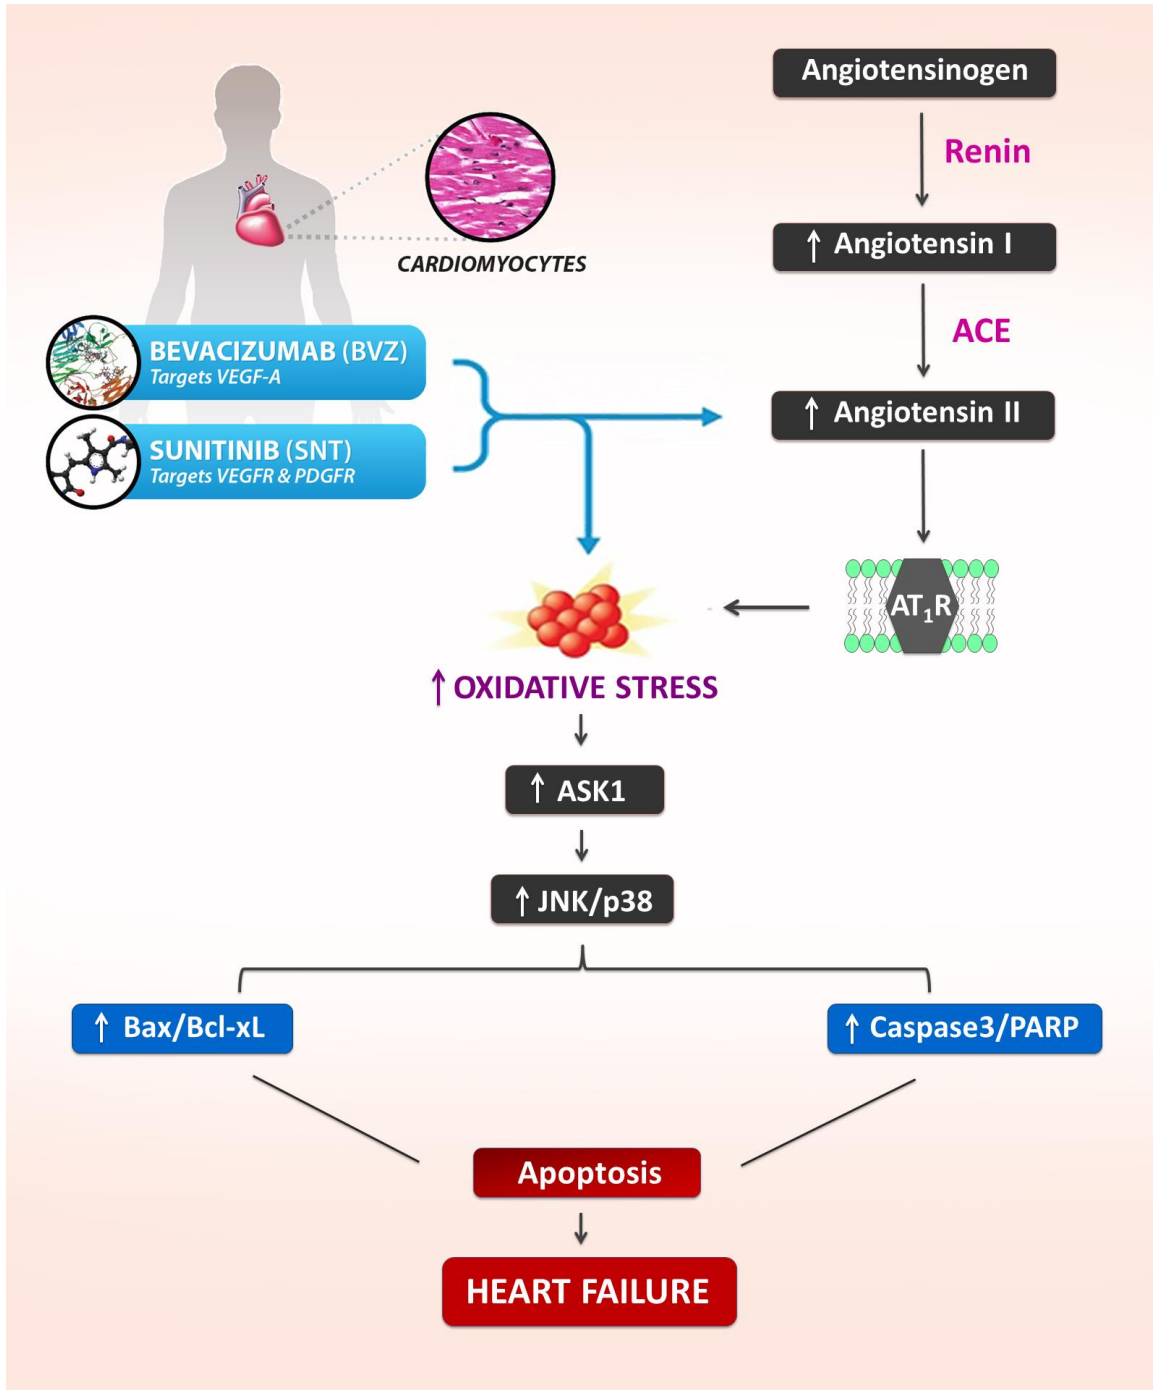 Angiotensinogen
Renin
↑ Angiotensin I
CARDIOMYOCYTES
ACE
BEVACIZUMAB (BVZ)
Targets VEGF-A
↑ Angiotensin II
SUNITINIB (SNT)
Targets VEGFR & PDGFR
AT₁R
↑ OXIDATIVE STRESS
↑ ASK1
↑ JNK/p38
↑ Bax/Bcl-xL
↑ Caspase3/PARP
Apoptosis
HEART FAILURE